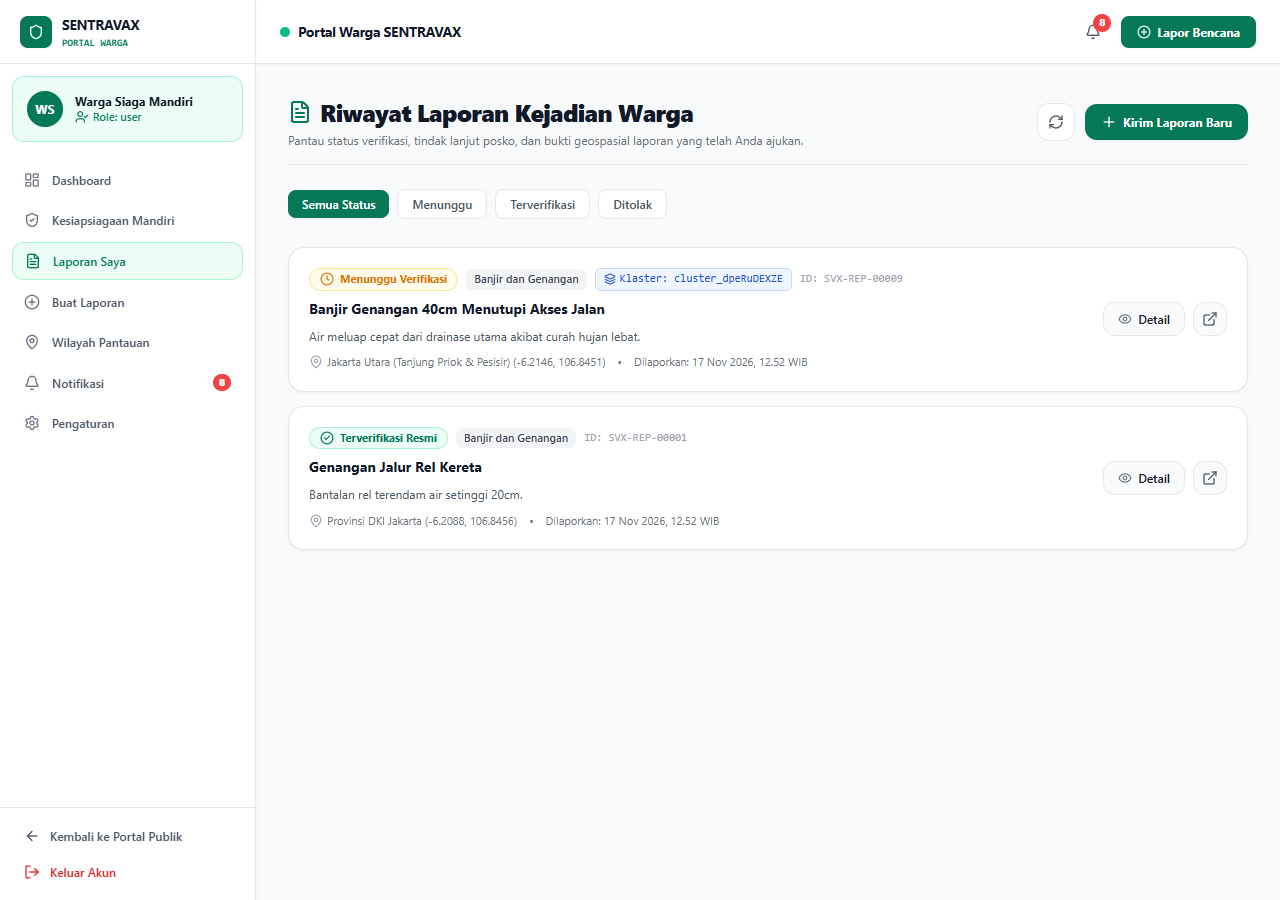 SENTRAVAX
PORTAL WARGA
Portal Warga SENTRAVAX
8
Lapor Bencana
WS
Warga Siaga Mandiri
Role: user
Dashboard
Kesiapsiagaan Mandiri
Laporan Saya
Buat Laporan
Wilayah Pantauan
Notifikasi 8
Pengaturan
Kembali ke Portal Publik
Keluar Akun
Riwayat Laporan Kejadian Warga
Pantau status verifikasi, tindak lanjut posko, dan bukti geospasial laporan yang telah Anda ajukan.
Kirim Laporan Baru
Semua Status Menunggu Terverifikasi Ditolak
Menunggu Verifikasi Banjir dan Genangan Klaster: cluster_dpeRuDEXZE ID: SVX-REP-00009
Banjir Genangan 40cm Menutupi Akses Jalan
Air meluap cepat dari drainase utama akibat curah hujan lebat.
Jakarta Utara (Tanjung Priok & Pesisir) (-6.2146, 106.8451) • Dilaporkan: 17 Nov 2026, 12.52 WIB
Detail
Terverifikasi Resmi Banjir dan Genangan ID: SVX-REP-00001
Genangan Jalur Rel Kereta
Bantalan rel terendam air setinggi 20cm.
Provinsi DKI Jakarta (-6.2088, 106.8456) • Dilaporkan: 17 Nov 2026, 12.52 WIB
Detail